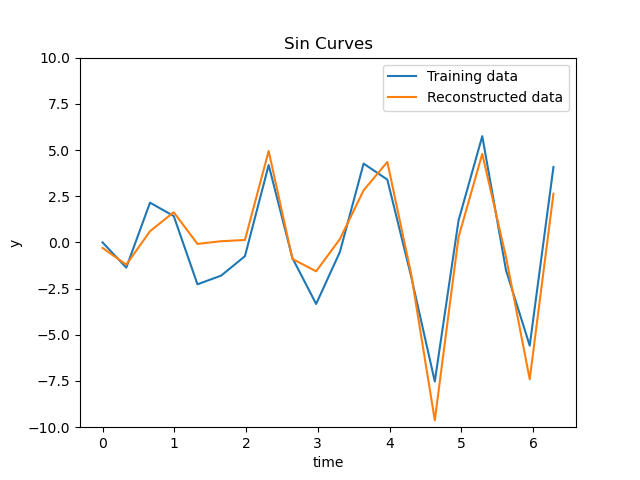 Sin Curves
Training data
Reconstructed data
10.0
7.5
5.0
2.5
0.0
−2.5
−5.0
−7.5
−10.0
y
0 1 2 3 4 5 6
time